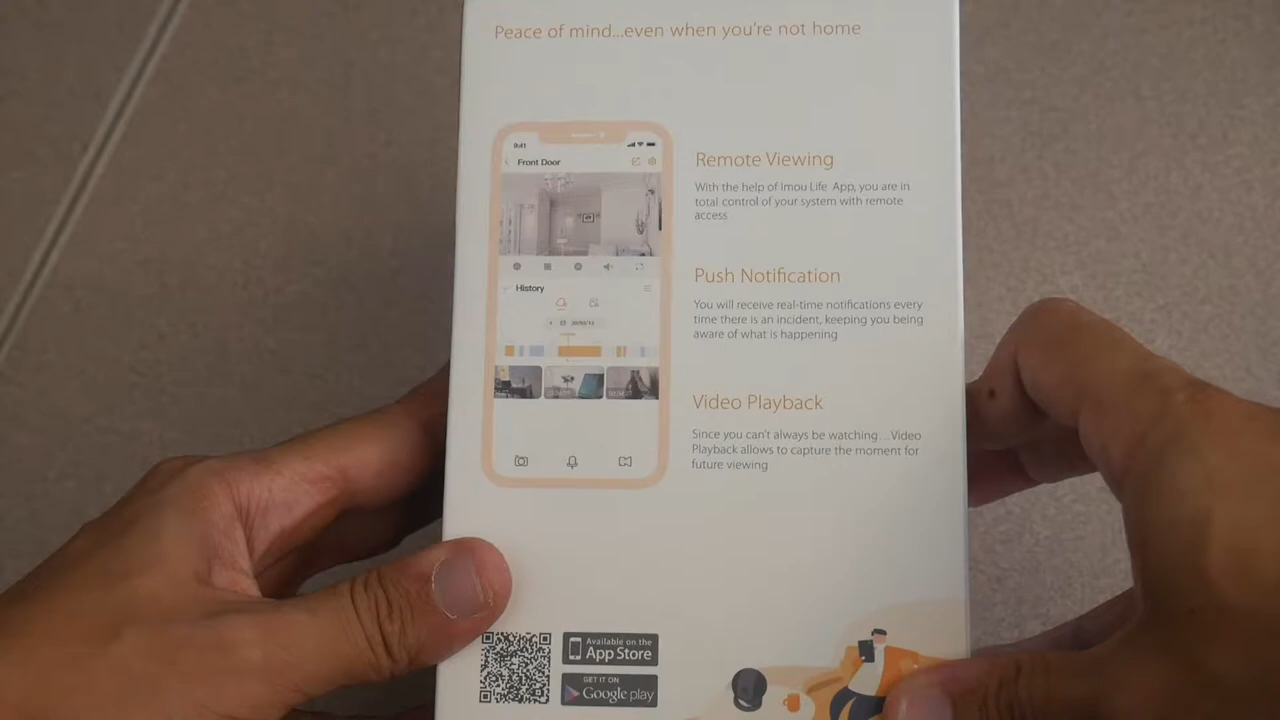 Peace of mind...even when you're not home
9:41
Front Door
History
Remote Viewing
With the help of Imou Life App, you are in
total control of your system with remote
access
Push Notification
You will receive real-time notifications every
time there is an incident, keeping you being
aware of what is happening
Video Playback
Since you can't always be watching...Video
Playback allows to capture the moment for
future viewing
Available on the
App Store
GET IT ON
Google play